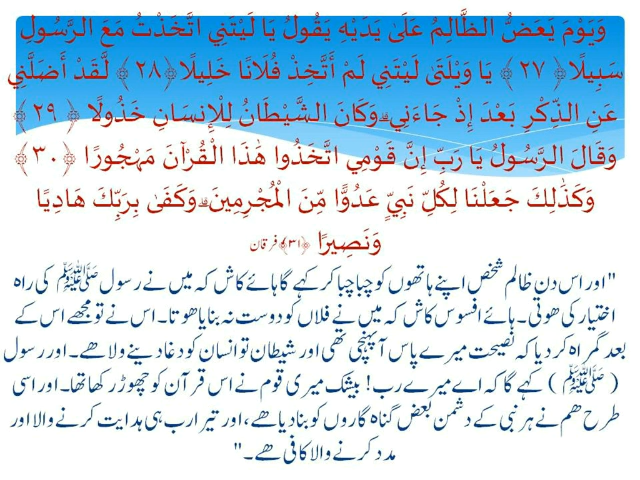 وَيَوْمَ يَعَضُّ الظَّالِمُ عَلَىٰ يَدَيْهِ يَقُولُ يَا لَيْتَنِي اتَّخَذْتُ مَعَ الرَّسُولِ
سَبِيلًا ﴿٢٧﴾ يَا وَيْلَتَىٰ لَيْتَنِي لَمْ أَتَّخِذْ فُلَانًا خَلِيلًا ﴿٢٨﴾ لَّقَدْ أَضَلَّنِي
عَنِ الذِّكْرِ بَعْدَ إِذْ جَاءَنِي ۗ وَكَانَ الشَّيْطَانُ لِلْإِنسَانِ خَذُولًا ﴿٢٩﴾
وَقَالَ الرَّسُولُ يَا رَبِّ إِنَّ قَوْمِي اتَّخَذُوا هَٰذَا الْقُرْآنَ مَهْجُورًا ﴿٣٠﴾
وَكَذَٰلِكَ جَعَلْنَا لِكُلِّ نَبِيٍّ عَدُوًّا مِّنَ الْمُجْرِمِينَ ۗ وَكَفَىٰ بِرَبِّكَ هَادِيًا
وَنَصِيرًا ﴿٣١﴾ فرقان
"اور اس دن ظالم شخص اپنے ہاتھوں کو چبا چبا کر کہے گا ہائے کاش کہ میں نے رسول ﷺ کی راہ
اختیار کی ھوتی۔ ہائے افسوس کاش کہ میں نے فلاں کو دوست نہ بنایا ھوتا۔ اس نے تو مجھے اس کے
بعد گمراہ کر دیا کہ نصیحت میرے پاس آ پہنچی تھی اور شیطان تو انسان کو دغا دینے والا ھے۔ اور رسول
(ﷺ) کہے گا کہ اے میرے رب! بیشک میری قوم نے اس قرآن کو چھوڑ رکھا تھا۔ اور اسی
طرح ھم نے ہر نبی کے دشمن بعض گناہ گاروں کو بنا دیا ھے، اور تیرا رب ہی ھدایت کرنے والا اور
مدد کرنے والا کافی ھے۔"